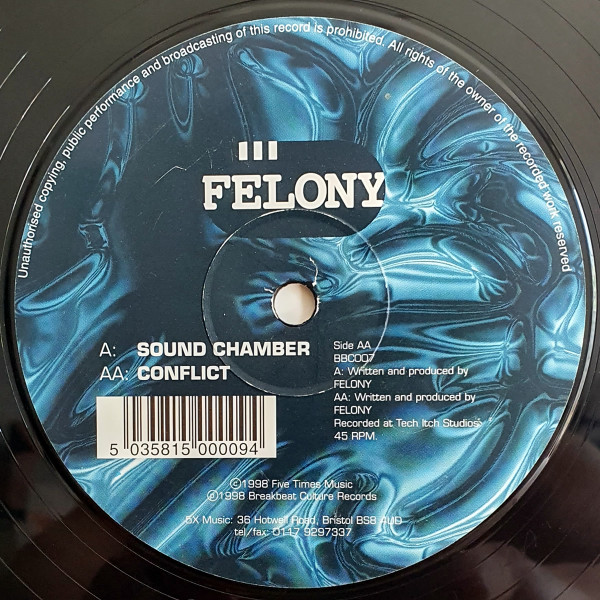 Unauthorised copying, public performance and broadcasting of this record is prohibited. All rights of the owner of the recorded work reserved
FELONY
A: SOUND CHAMBER
AA: CONFLICT
Side AA
BBC007
A: Written and produced by
FELONY
AA: Written and produced by
FELONY
Recorded at Tech Itch Studios.
45 RPM.
5 035815 000094
©1998 Five Times Music
℗1998 Breakbeat Culture Records
5X Music: 36 Hotwell Road, Bristol BS8 4UD
tel/fax: 0117 9297337